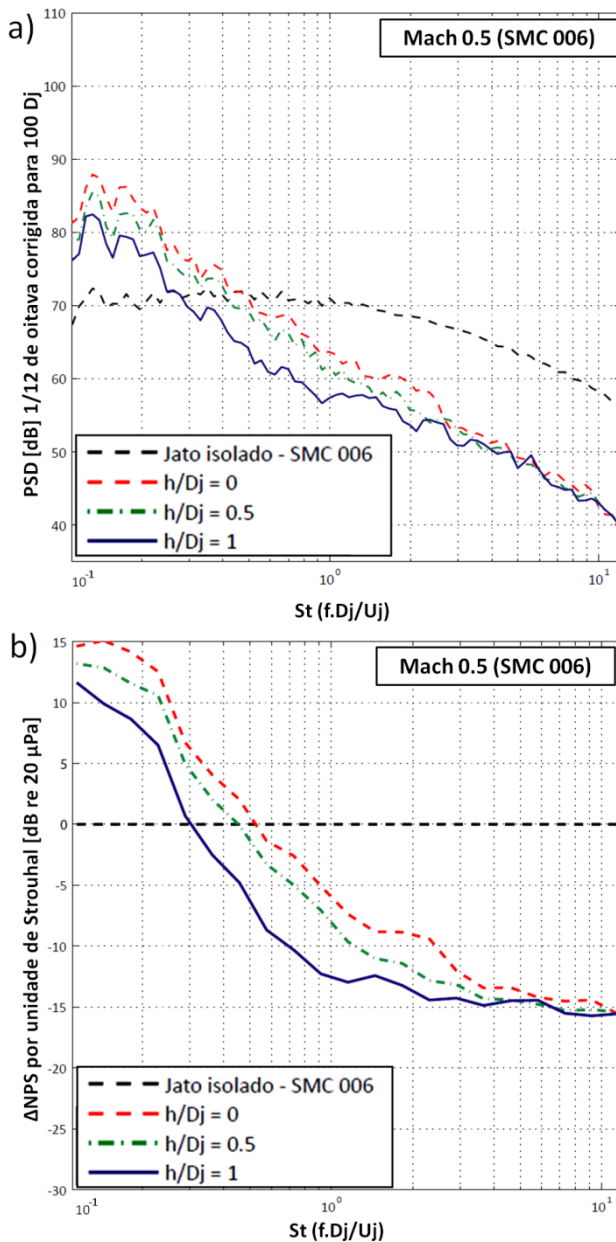 a)
Mach 0.5 (SMC 006)
110
100
90
80
70
60
50
40
PSD [dB] 1/12 de oitava corrigida para 100 Dj
Jato isolado - SMC 006
h/Dj = 0
h/Dj = 0.5
h/Dj = 1
10⁻¹
10⁰
10¹
St (f.Dj/Uj)
b)
Mach 0.5 (SMC 006)
15
10
5
0
-5
-10
-15
-20
-25
-30
ΔNPS por unidade de Strouhal [dB re 20 µPa]
Jato isolado - SMC 006
h/Dj = 0
h/Dj = 0.5
h/Dj = 1
10⁻¹
10⁰
10¹
St (f.Dj/Uj)